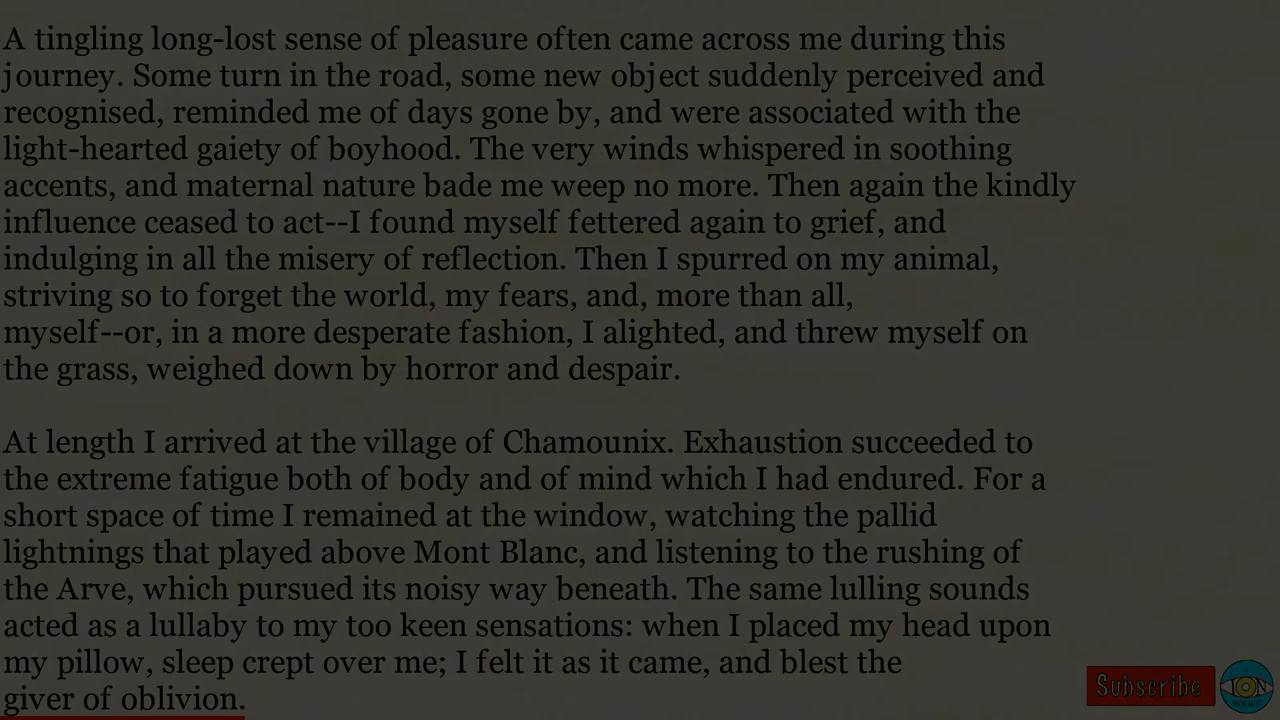 A tingling long-lost sense of pleasure often came across me during this
journey. Some turn in the road, some new object suddenly perceived and
recognised, reminded me of days gone by, and were associated with the
light-hearted gaiety of boyhood. The very winds whispered in soothing
accents, and maternal nature bade me weep no more. Then again the kindly
influence ceased to act--I found myself fettered again to grief, and
indulging in all the misery of reflection. Then I spurred on my animal,
striving so to forget the world, my fears, and, more than all,
myself--or, in a more desperate fashion, I alighted, and threw myself on
the grass, weighed down by horror and despair.
At length I arrived at the village of Chamounix. Exhaustion succeeded to
the extreme fatigue both of body and of mind which I had endured. For a
short space of time I remained at the window, watching the pallid
lightnings that played above Mont Blanc, and listening to the rushing of
the Arve, which pursued its noisy way beneath. The same lulling sounds
acted as a lullaby to my too keen sensations: when I placed my head upon
my pillow, sleep crept over me; I felt it as it came, and blest the
giver of oblivion.
Subscribe
ION
BOOKS